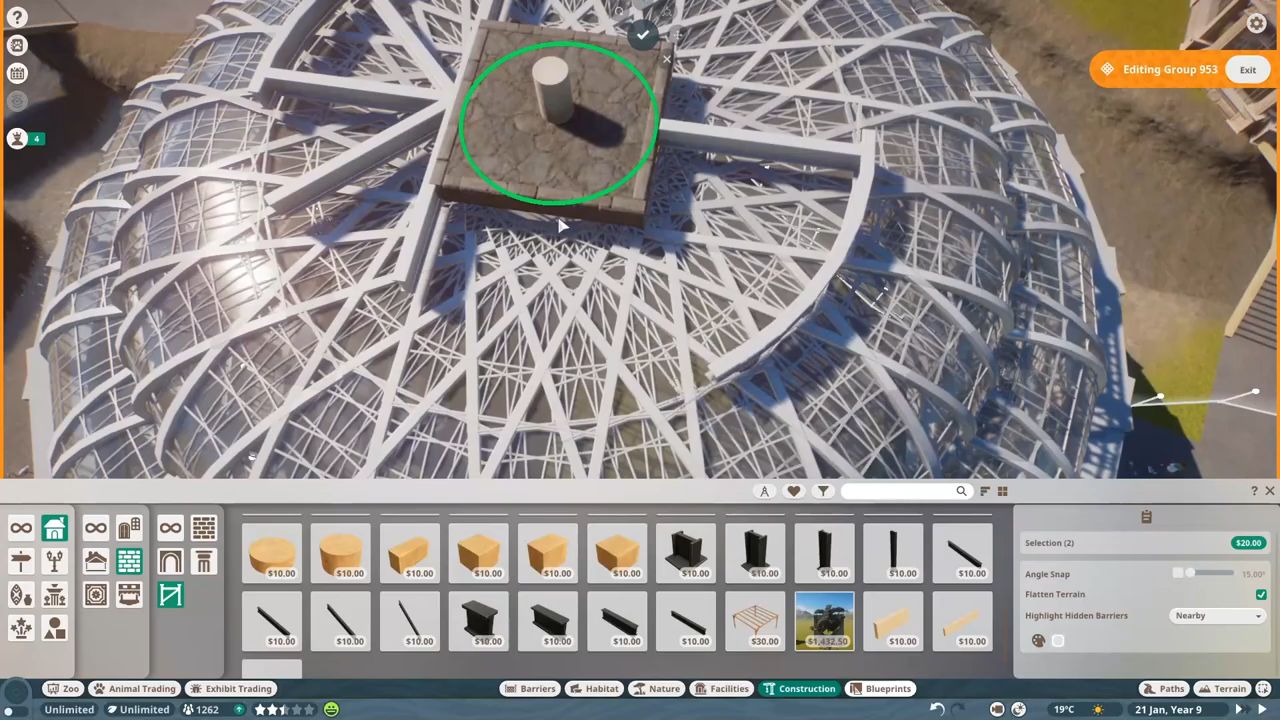 ?
Editing Group 953
Exit
4
?
$10.00 $10.00 $10.00 $10.00 $10.00 $10.00 $10.00 $10.00 $10.00 $10.00 $10.00
$10.00 $10.00 $10.00 $10.00 $10.00 $10.00 $10.00 $30.00 $1,432.50 $10.00 $10.00
Selection (2)
$20.00
Angle Snap
15.00°
Flatten Terrain
Highlight Hidden Barriers
Nearby
Zoo
Animal Trading
Exhibit Trading
Barriers
Habitat
Nature
Facilities
Construction
Blueprints
Paths
Terrain
Unlimited
Unlimited
1262
19°C
21 Jan, Year 9